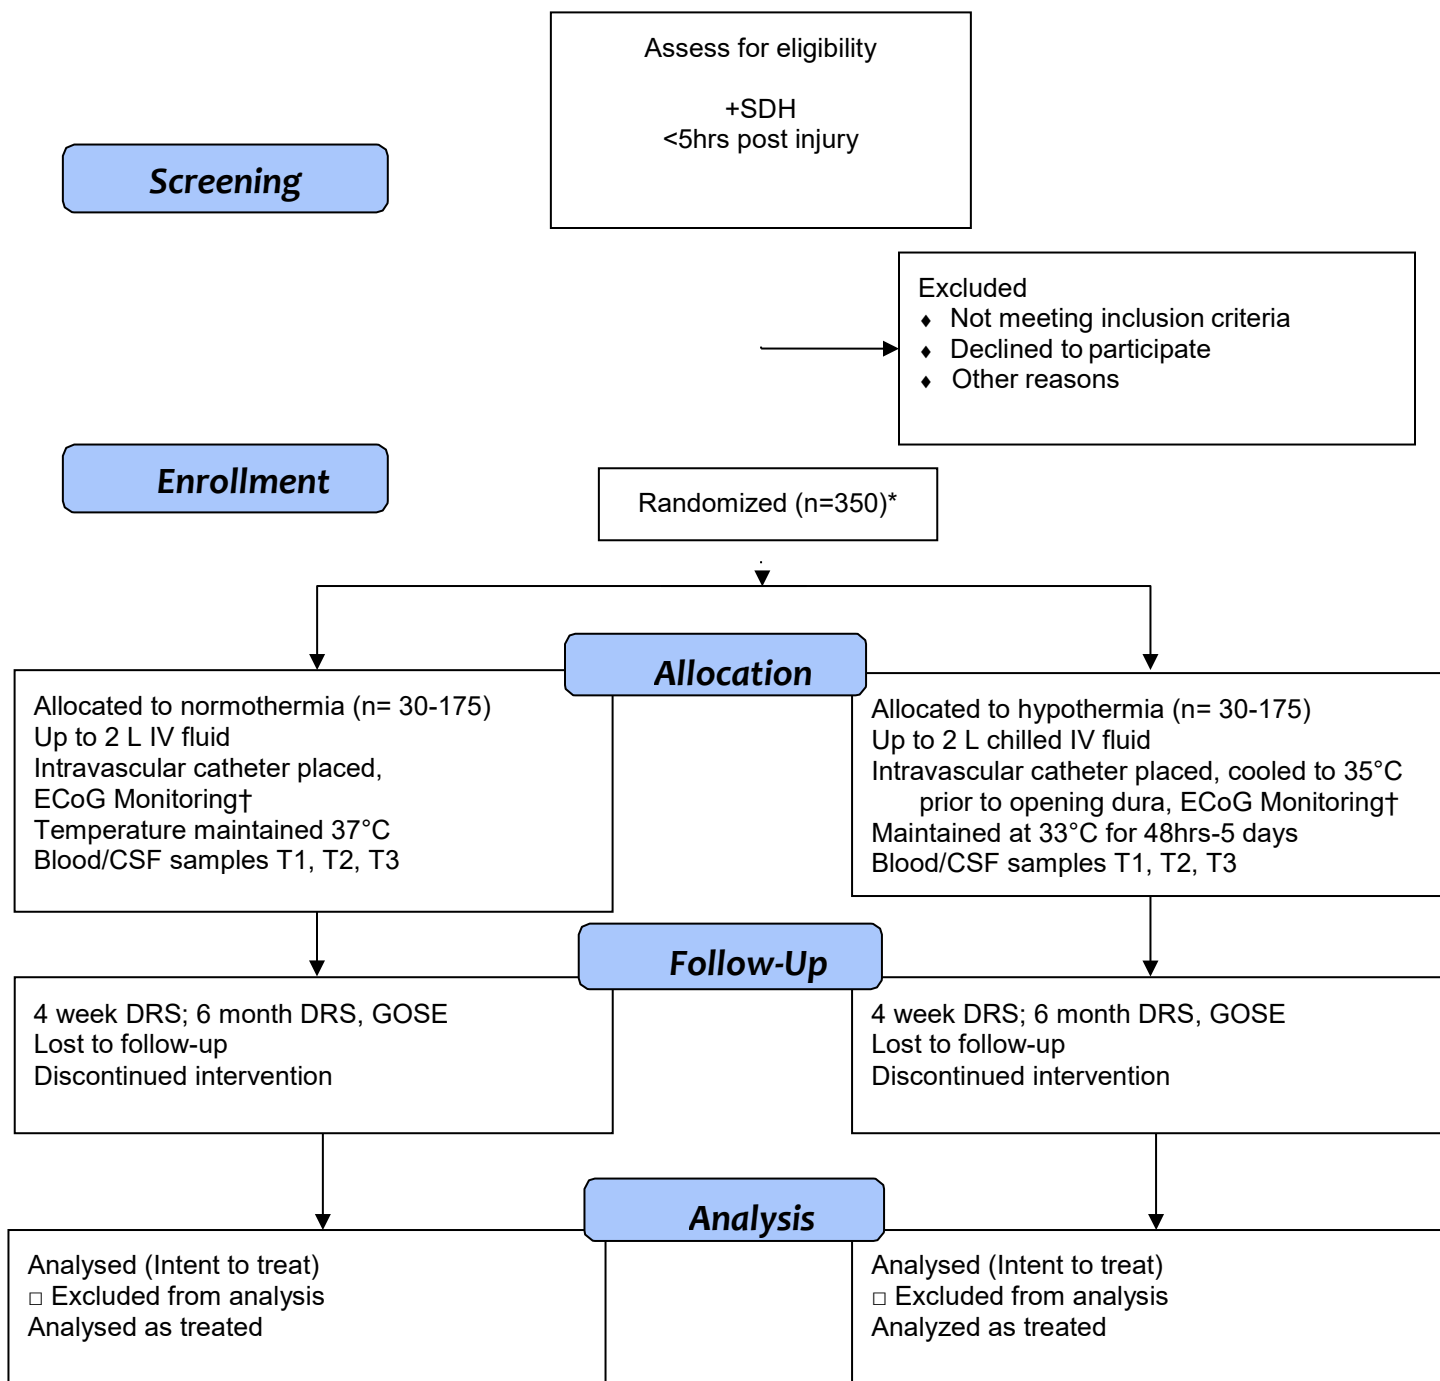 Assess for eligibility
+SDH
<5hrs post injury
Screening
Excluded
♦ Not meeting inclusion criteria
♦ Declined to participate
♦ Other reasons
Enrollment
Randomized (n=350)*
Allocation
Allocated to normothermia (n= 30-175)
Up to 2 L IV fluid
Intravascular catheter placed,
ECoG Monitoring†
Temperature maintained 37°C
Blood/CSF samples T1, T2, T3
Allocated to hypothermia (n= 30-175)
Up to 2 L chilled IV fluid
Intravascular catheter placed, cooled to 35°C
prior to opening dura, ECoG Monitoring†
Maintained at 33°C for 48hrs-5 days
Blood/CSF samples T1, T2, T3
Follow-Up
4 week DRS; 6 month DRS, GOSE
Lost to follow-up
Discontinued intervention
4 week DRS; 6 month DRS, GOSE
Lost to follow-up
Discontinued intervention
Analysis
Analysed (Intent to treat)
□ Excluded from analysis
Analysed as treated
Analysed (Intent to treat)
□ Excluded from analysis
Analyzed as treated